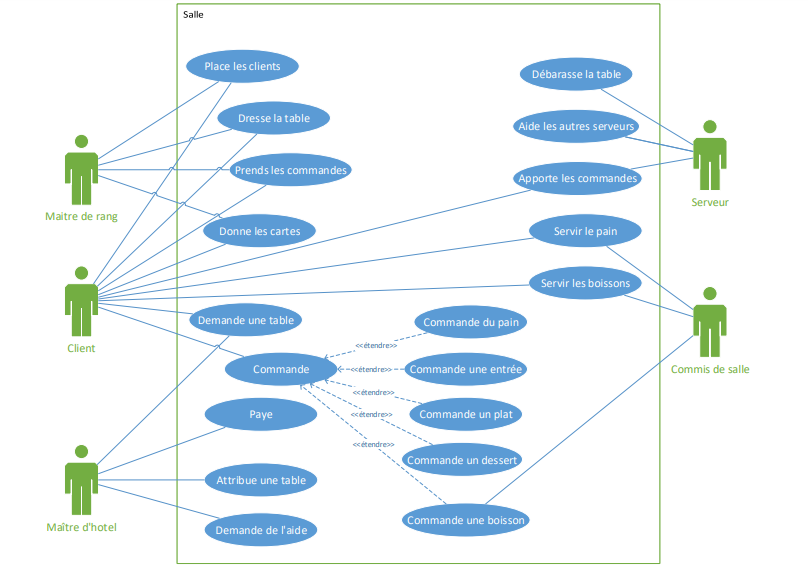 Salle
Place les clients
Débarasse la table
Dresse la table
Aide les autres serveurs
Prends les commandes
Apporte les commandes
Maitre de rang
Serveur
Donne les cartes
Servir le pain
Servir les boissons
Demande une table
Commande du pain
Client
<<étendre>>
Commande
<<étendre>>
Commande une entrée
Commis de salle
<<étendre>>
Paye
<<étendre>>
Commande un plat
<<étendre>>
Commande un dessert
Attribue une table
Maître d'hotel
Demande de l'aide
Commande une boisson